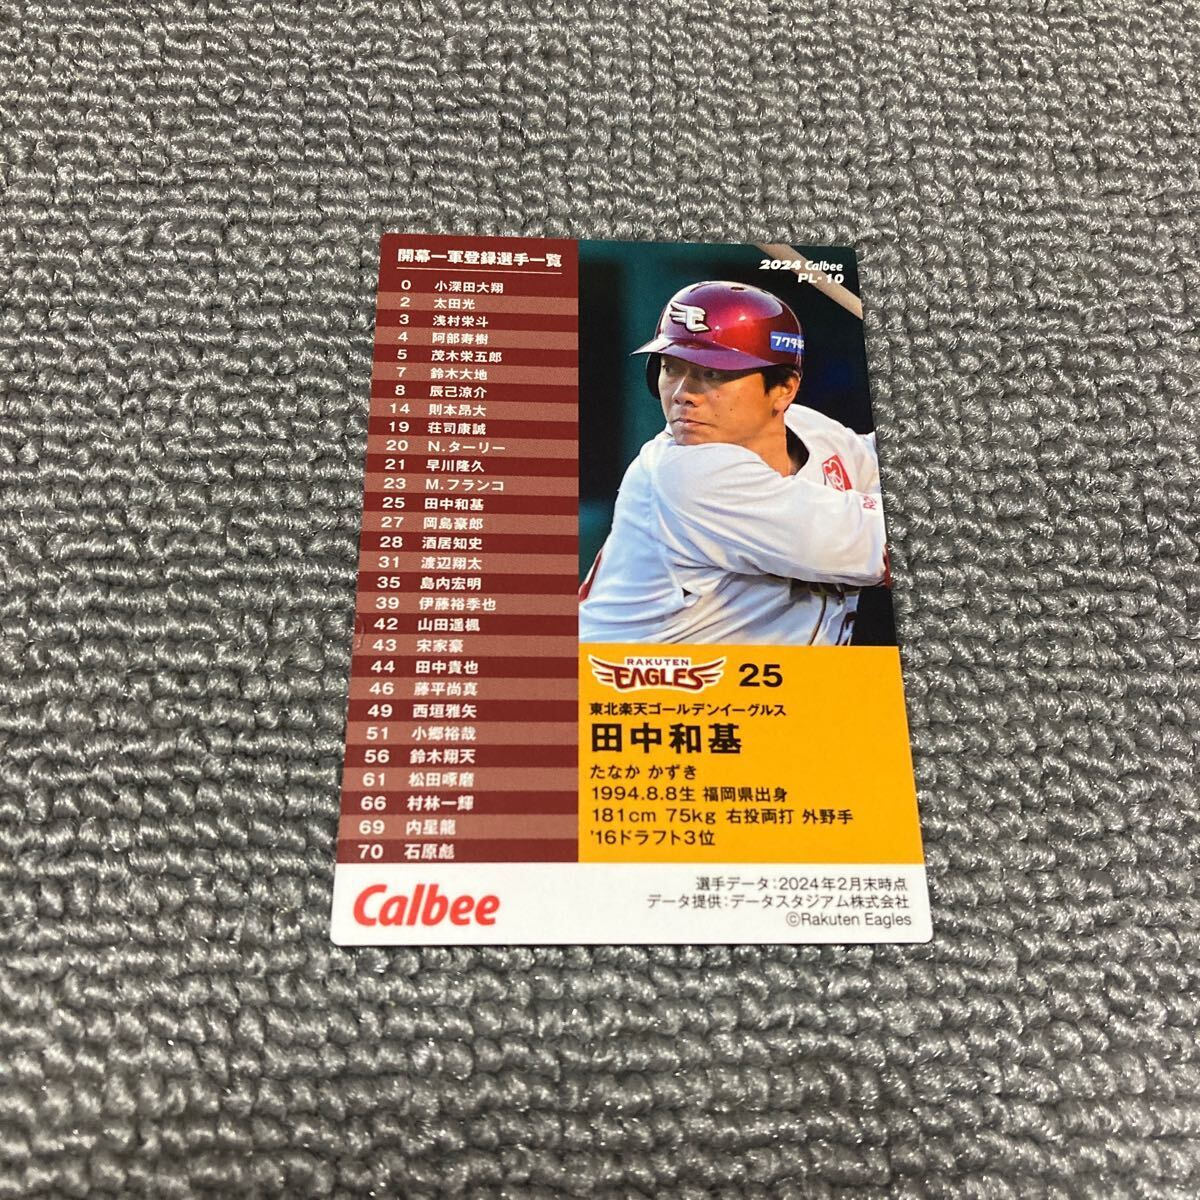 開幕一軍登録選手一覧
0 小深田大翔
2 太田光
3 浅村栄斗
4 阿部寿樹
5 茂木栄五郎
7 鈴木大地
8 辰己涼介
14 則本昂大
19 荘司康誠
20 N.ターリー
21 早川隆久
23 M.フランコ
25 田中和基
27 岡島豪郎
28 酒居知史
31 渡辺翔太
35 島内宏明
39 伊藤裕季也
42 山田遥楓
43 宋家豪
44 田中貴也
46 藤平尚真
49 西垣雅矢
51 小郷裕哉
56 鈴木翔天
61 松田啄磨
66 村林一輝
69 内星龍
70 石原彪
2024 Calbee
PL-10
フクダ
RAKUTEN
EAGLES 25
東北楽天ゴールデンイーグルス
田中和基
たなか かずき
1994.8.8生 福岡県出身
181cm 75kg 右投両打 外野手
'16ドラフト3位
Calbee
選手データ:2024年2月末時点
データ提供:データスタジアム株式会社
©Rakuten Eagles